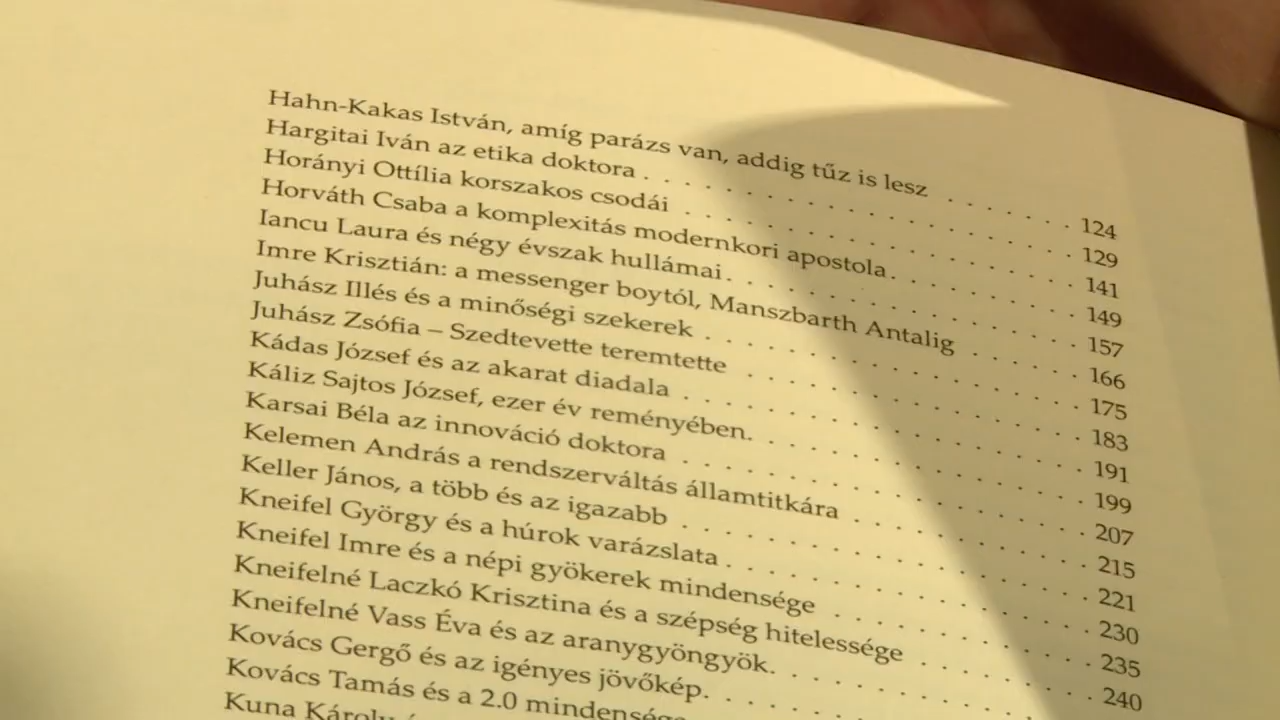 Hahn-Kakas István, amíg parázs van, addig tűz is lesz . . . . . . . 124
Hargitai Iván az etika doktora . . . . . . . . . . . . . . . . . . . . 129
Horányi Ottília korszakos csodái . . . . . . . . . . . . . . . . . . . 141
Horváth Csaba a komplexitás modernkori apostola. . . . . . . . . . 149
Iancu Laura és négy évszak hullámai. . . . . . . . . . . . . . . . . 157
Imre Krisztián: a messenger boytól, Manszbarth Antalig . . . . . . 166
Juhász Illés és a minőségi szekerek . . . . . . . . . . . . . . . . . 175
Juhász Zsófia – Szedtevette teremtette . . . . . . . . . . . . . . . 183
Kádas József és az akarat diadala . . . . . . . . . . . . . . . . . . 191
Káliz Sajtos József, ezer év reményében. . . . . . . . . . . . . . . 199
Karsai Béla az innováció doktora . . . . . . . . . . . . . . . . . . 207
Kelemen András a rendszerváltás államtitkára . . . . . . . . . . . 215
Keller János, a több és az igazabb . . . . . . . . . . . . . . . . . 221
Kneifel György és a húrok varázslata . . . . . . . . . . . . . . . . 230
Kneifel Imre és a népi gyökerek mindensége . . . . . . . . . . . . 235
Kneifelné Laczkó Krisztina és a szépség hitelessége . . . . . . . . 240
Kneifelné Vass Éva és az aranygyöngyök. . . . . . . . . . .
Kovács Gergő és az igényes jövőkép. . . . .
Kovács Tamás és a 2.0 mindensége
Kuna Károly